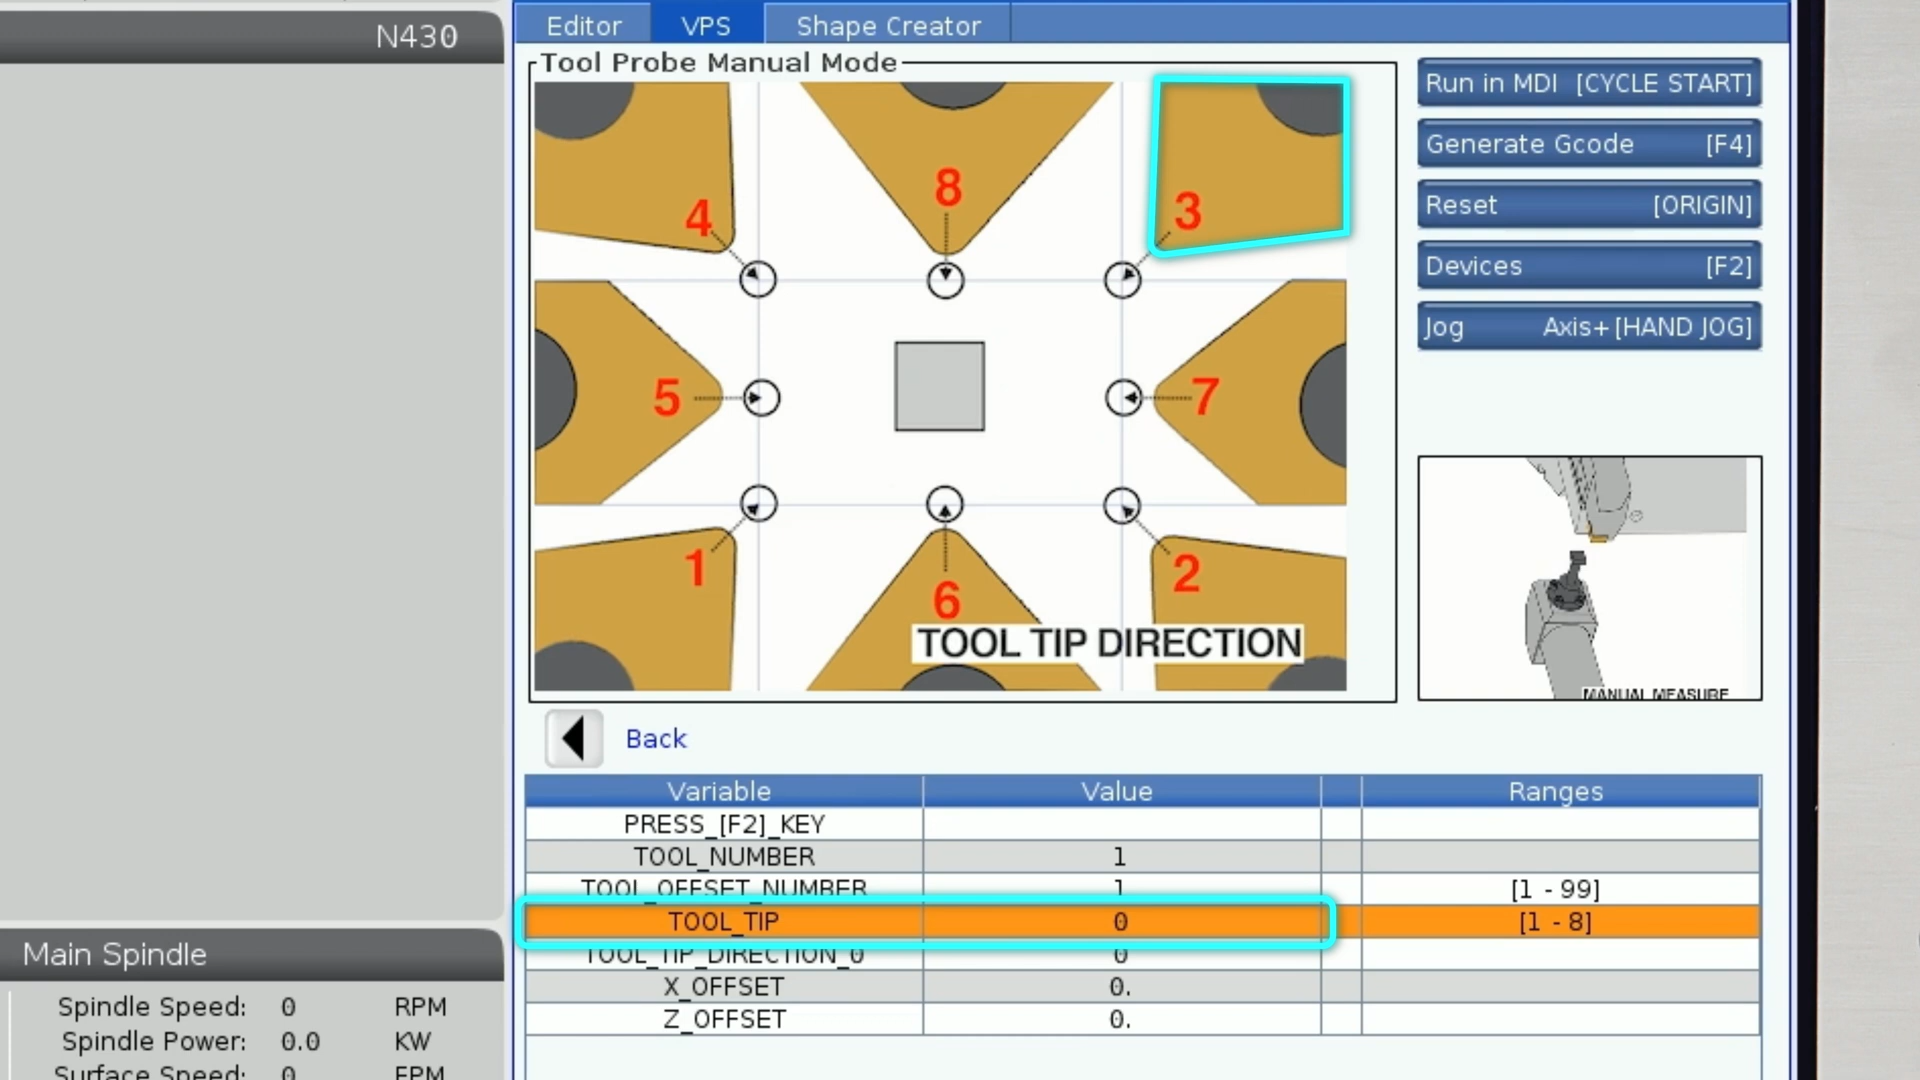 N430
Editor
VPS
Shape Creator
Tool Probe Manual Mode
Run in MDI [CYCLE START]
Generate Gcode [F4]
Reset [ORIGIN]
Devices [F2]
Jog Axis+[HAND JOG]
4
8
3
5
7
1
6
2
TOOL TIP DIRECTION
MANUAL MEASURE
Back
Variable Value Ranges
PRESS_[F2]_KEY
TOOL_NUMBER 1
TOOL_OFFSET_NUMBER 1 [1 - 99]
TOOL_TIP 0 [1 - 8]
TOOL_TIP_DIRECTION_0 0
X_OFFSET 0.
Z_OFFSET 0.
Main Spindle
Spindle Speed: 0 RPM
Spindle Power: 0.0 KW
Surface Speed: 0 FPM